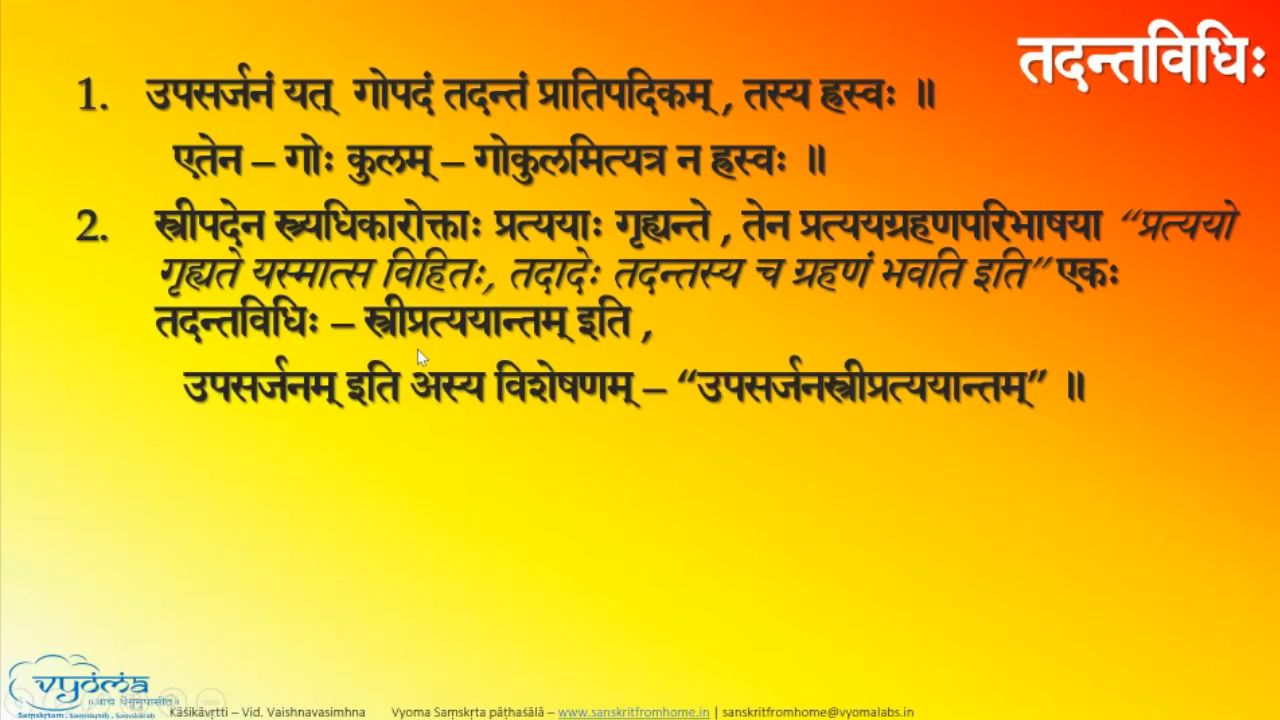 तदन्तविधिः
1. उपसर्जनं यत् गोपदं तदन्तं प्रातिपदिकम् , तस्य ह्रस्वः ॥
एतेन – गोः कुलम् – गोकुलमित्यत्र न ह्रस्वः ॥
2. स्त्रीपदेन स्त्र्यधिकारोक्ताः प्रत्ययाः गृह्यन्ते , तेन प्रत्ययग्रहणपरिभाषया “प्रत्ययो
गृह्यते यस्मात्स विहितः, तदादेः तदन्तस्य च ग्रहणं भवति इति” एकः
तदन्तविधिः – स्त्रीप्रत्ययान्तम् इति ,
उपसर्जनम् इति अस्य विशेषणम् – “उपसर्जनस्त्रीप्रत्ययान्तम्” ॥
vyoma
Saṃskṛtam . Saṃskṛtiḥ . Saṃskāraḥ
Kāśikāvṛtti – Vid. Vaishnavasimhna Vyoma Saṃskṛta pāṭhaśālā – www.sanskritfromhome.in | sanskritfromhome@vyomalabs.in